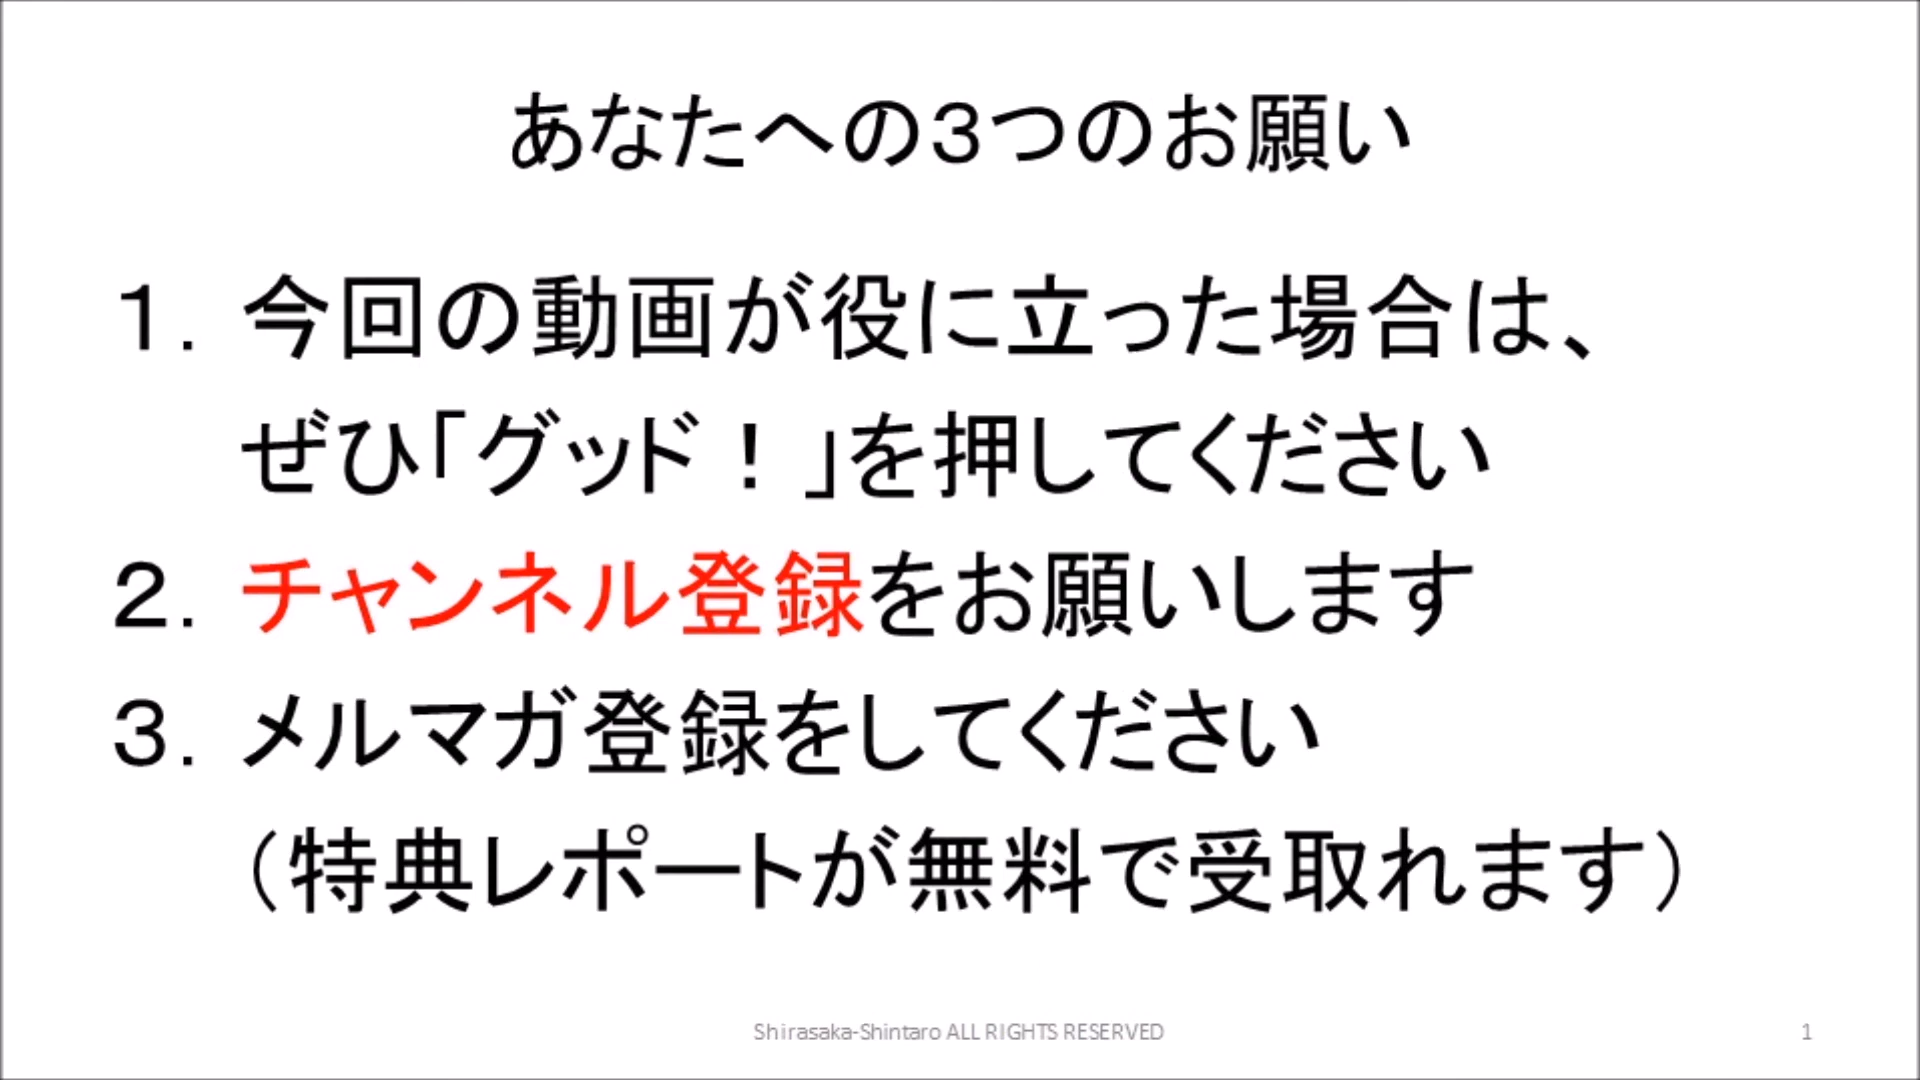 あなたへの３つのお願い
１．今回の動画が役に立った場合は、
ぜひ「グッド！」を押してください
２．チャンネル登録をお願いします
３．メルマガ登録をしてください
（特典レポートが無料で受取れます）
Shirasaka-Shintaro ALL RIGHTS RESERVED
1